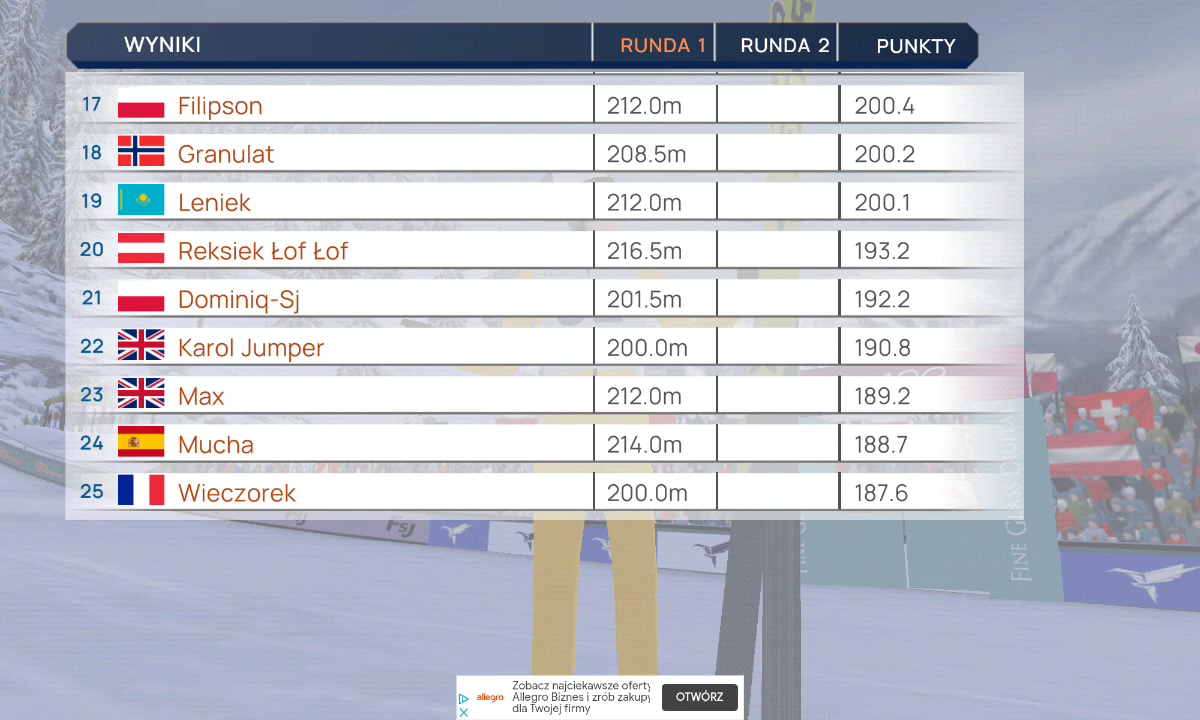 WYNIKI RUNDA 1 RUNDA 2 PUNKTY
17 Filipson 212.0m 200.4
18 Granulat 208.5m 200.2
19 Leniek 212.0m 200.1
20 Reksiek Łof Łof 216.5m 193.2
21 Dominiq-Sj 201.5m 192.2
22 Karol Jumper 200.0m 190.8
23 Max 212.0m 189.2
24 Mucha 214.0m 188.7
25 Wieczorek 200.0m 187.6
FSJ
FINE
allegro
Zobacz najciekawsze oferty
Allegro Biznes i zrób zakupy
dla Twojej firmy
OTWÓRZ